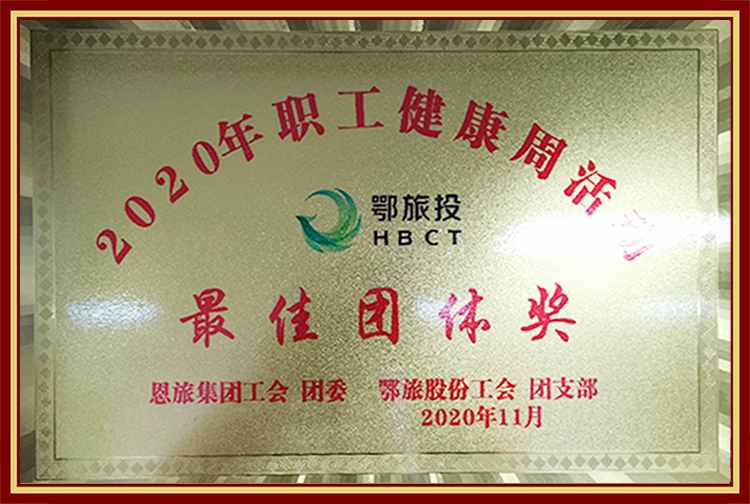 2020年职工健康周活动
鄂旅投
HBCT
最佳团体奖
恩旅集团工会 团委 鄂旅股份工会 团支部
2020年11月